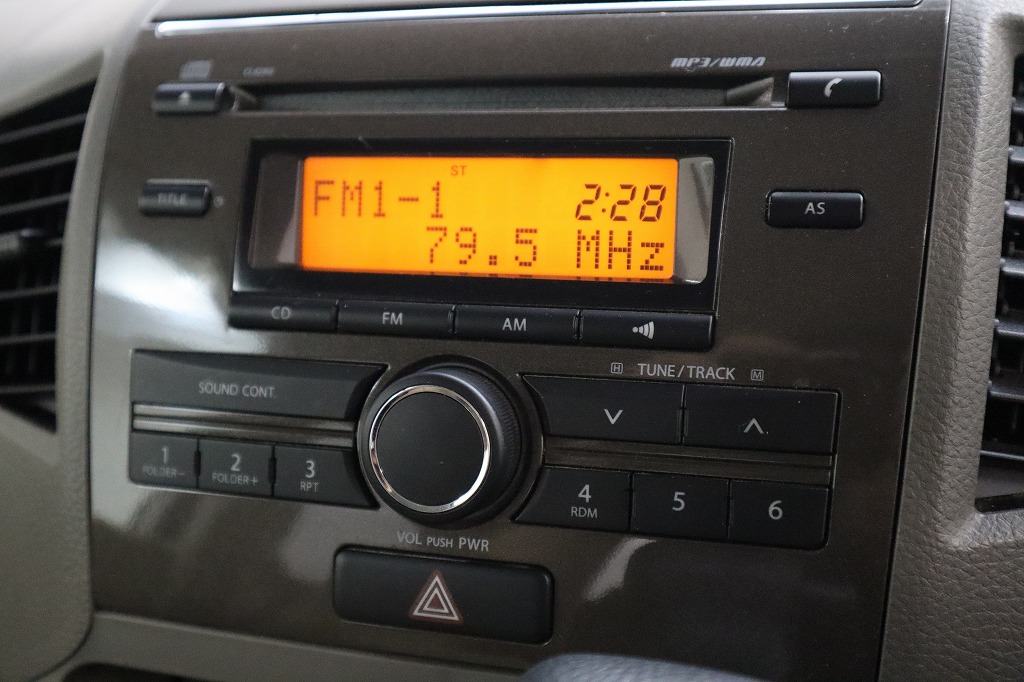 MP3/WMA
TITLE
ST
FM1-1 2:28
79.5 MHz
AS
CD FM AM
H TUNE/TRACK M
SOUND CONT.
1 FOLDER-
2 FOLDER+
3 RPT
4 RDM
5
6
VOL PUSH PWR